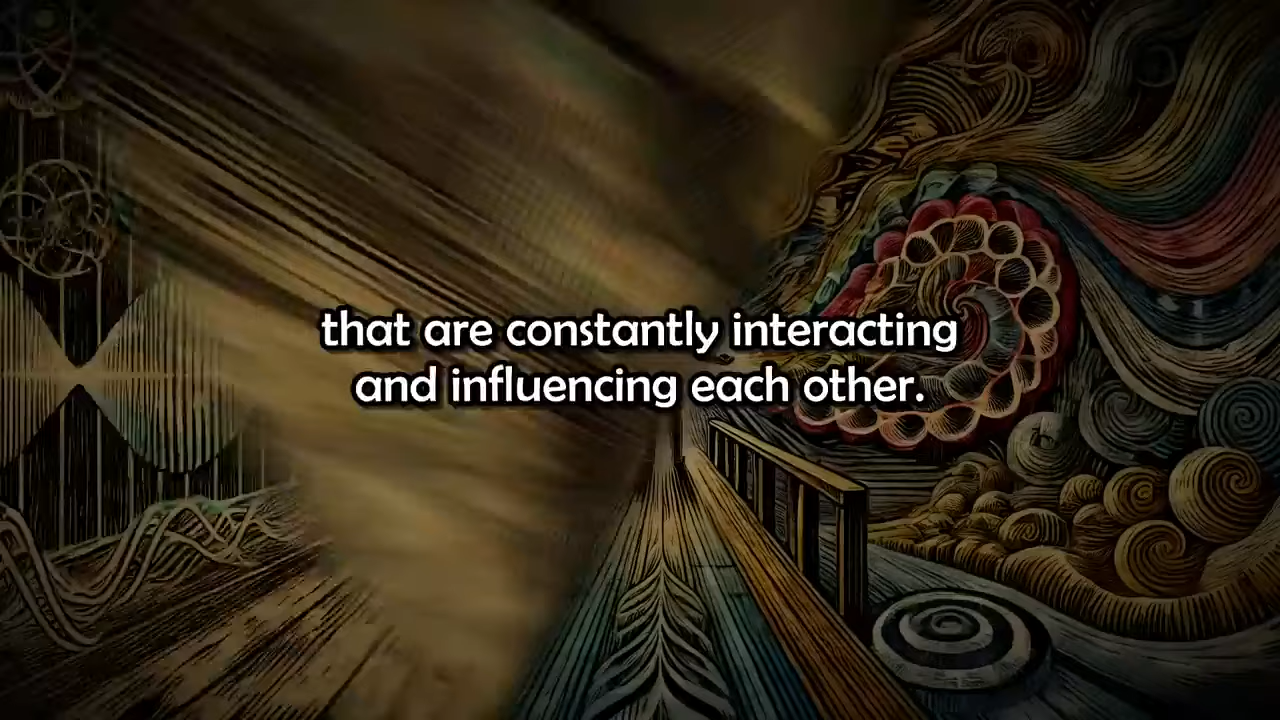 that are constantly interacting
and influencing each other.